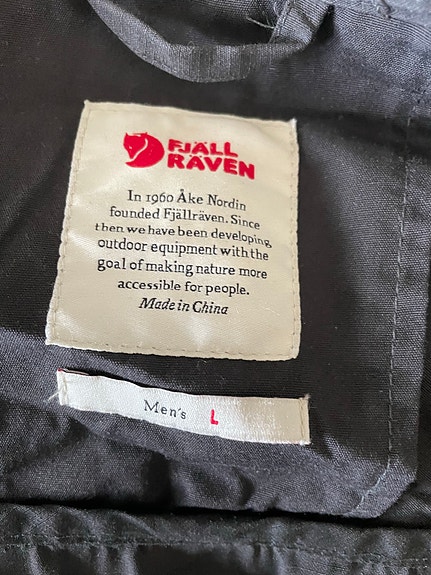 FJÄLL
RÄVEN
In 1960 Åke Nordin
founded Fjällräven. Since
then we have been developing
outdoor equipment with the
goal of making nature more
accessible for people.
Made in China
Men's L